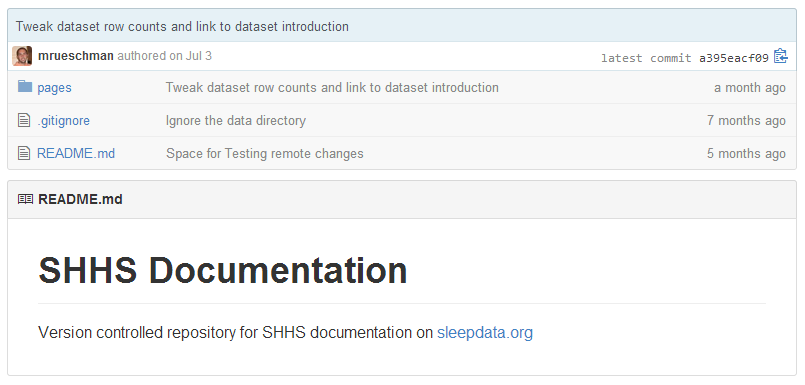 Tweak dataset row counts and link to dataset introduction
mrueschman authored on Jul 3 latest commit a395eacf09
pages Tweak dataset row counts and link to dataset introduction a month ago
.gitignore Ignore the data directory 7 months ago
README.md Space for Testing remote changes 5 months ago
README.md
SHHS Documentation
Version controlled repository for SHHS documentation on sleepdata.org